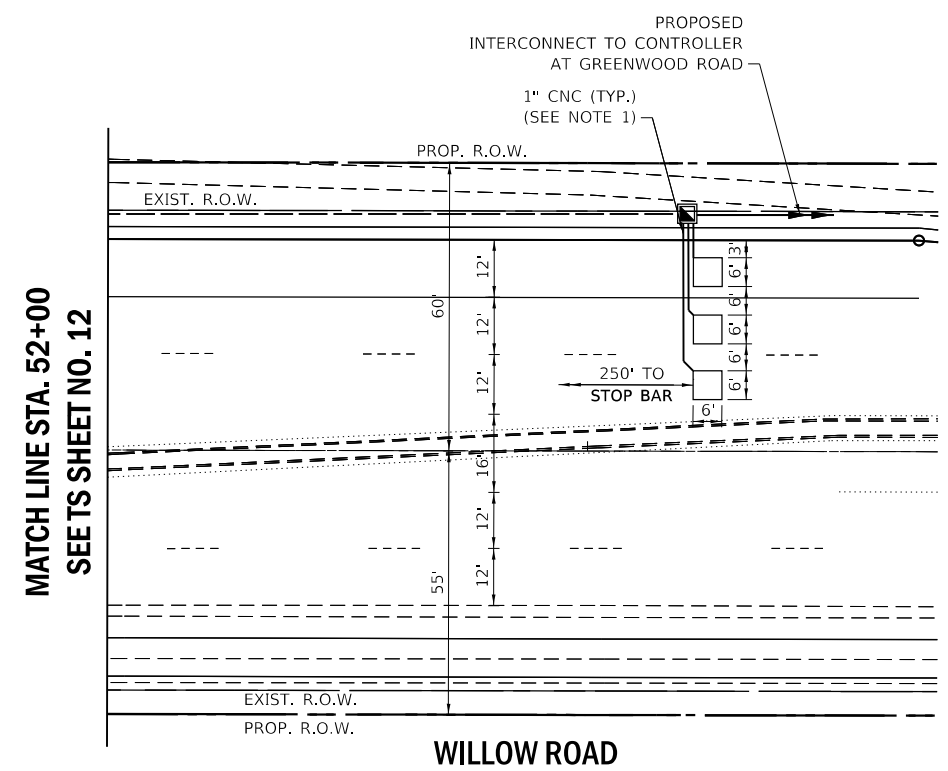 PROPOSED
INTERCONNECT TO CONTROLLER
AT GREENWOOD ROAD
1" CNC (TYP.)
(SEE NOTE 1)
PROP. R.O.W.
EXIST. R.O.W.
MATCH LINE STA. 52+00
SEE TS SHEET NO. 12
60'
12'
12'
12'
16'
12'
12'
55'
3'
6'
6'
6'
6'
6'
250' TO
STOP BAR
6'
EXIST. R.O.W.
PROP. R.O.W.
WILLOW ROAD